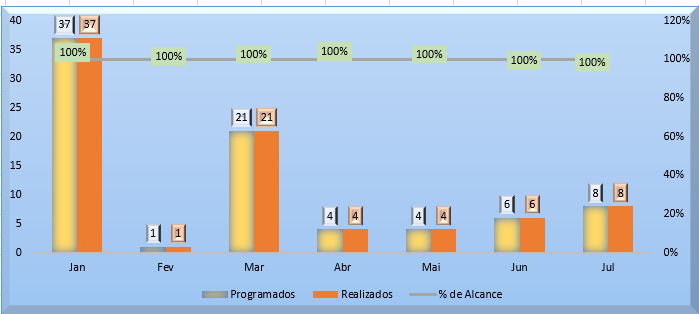 40 37 37 120%
35 100% 100% 100% 100% 100% 100% 100% 100%
30 80%
25 21 21
20 60%
15 40%
10 6 6 8 8 20%
5 1 1 4 4 4 4
0 0%
Jan Fev Mar Abr Mai Jun Jul
Programados Realizados % de Alcance